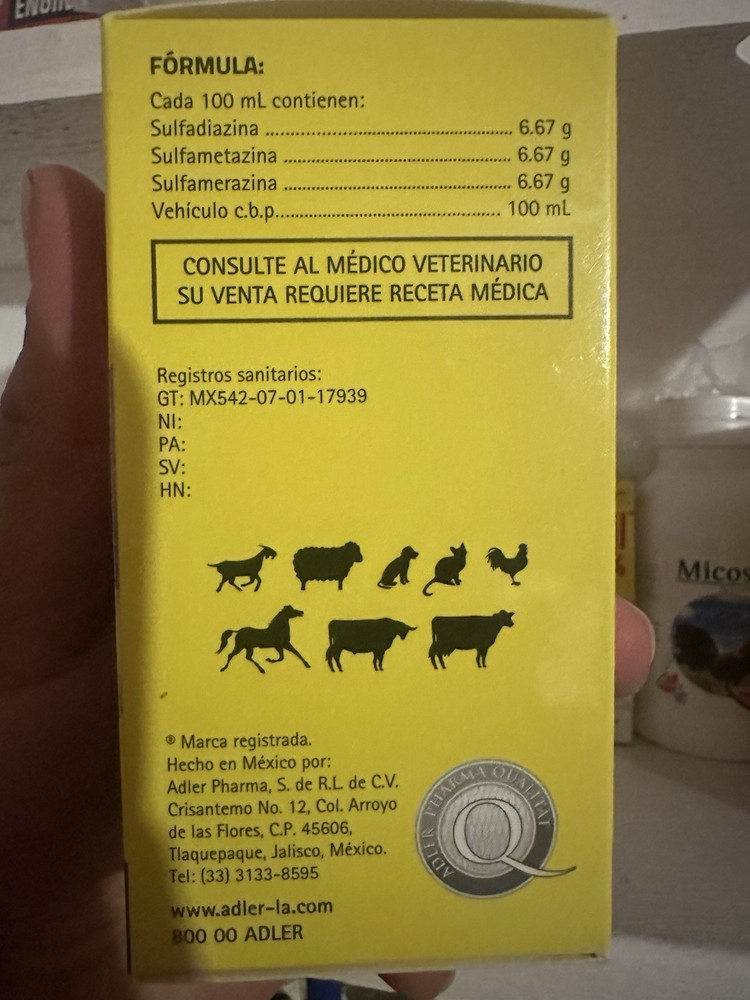 FÓRMULA:
Cada 100 mL contienen:
Sulfadiazina ........................................................ 6.67 g
Sulfametazina .................................................... 6.67 g
Sulfamerazina .................................................... 6.67 g
Vehículo c.b.p.................................................... 100 mL
CONSULTE AL MÉDICO VETERINARIO
SU VENTA REQUIERE RECETA MÉDICA
Registros sanitarios:
GT: MX542-07-01-17939
NI:
PA:
SV:
HN:
® Marca registrada.
Hecho en México por:
Adler Pharma, S. de R.L. de C.V.
Crisantemo No. 12, Col. Arroyo
de las Flores, C.P. 45606,
Tlaquepaque, Jalisco, México.
Tel: (33) 3133-8595
www.adler-la.com
800 00 ADLER
ADLER PHARMA QUALITÄT
Q
Micos